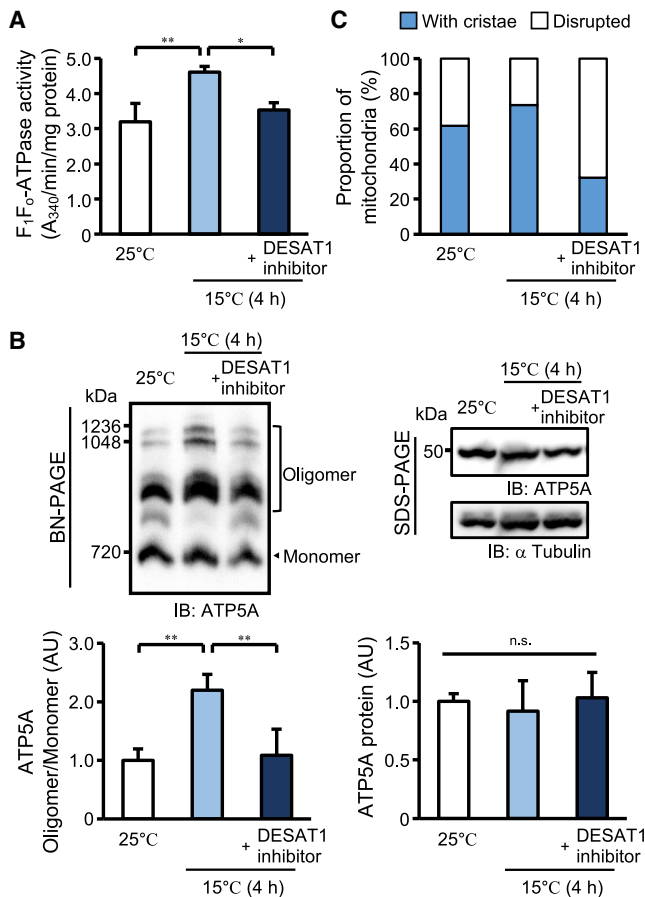 A
F₁Fₒ-ATPase activity
(A₃₄₀/min/mg protein)
5.0
4.0
3.0
2.0
1.0
0
**
*
25°C
+ DESAT1
inhibitor
15°C (4 h)
C
With cristae
Disrupted
Proportion of
mitochondria (%)
100
80
60
40
20
0
25°C
+ DESAT1
inhibitor
15°C (4 h)
B
15°C (4 h)
25°C
+DESAT1
inhibitor
kDa
1236
1048
720
BN-PAGE
Oligomer
Monomer
IB: ATP5A
15°C (4 h)
25°C
+DESAT1
inhibitor
kDa
50
SDS-PAGE
IB: ATP5A
IB: α Tubulin
ATP5A
Oligomer/Monomer (AU)
3.0
2.0
1.0
0
**
**
25°C
+ DESAT1
inhibitor
15°C (4 h)
ATP5A protein (AU)
1.5
1.0
0.5
0
n.s.
25°C
+ DESAT1
inhibitor
15°C (4 h)